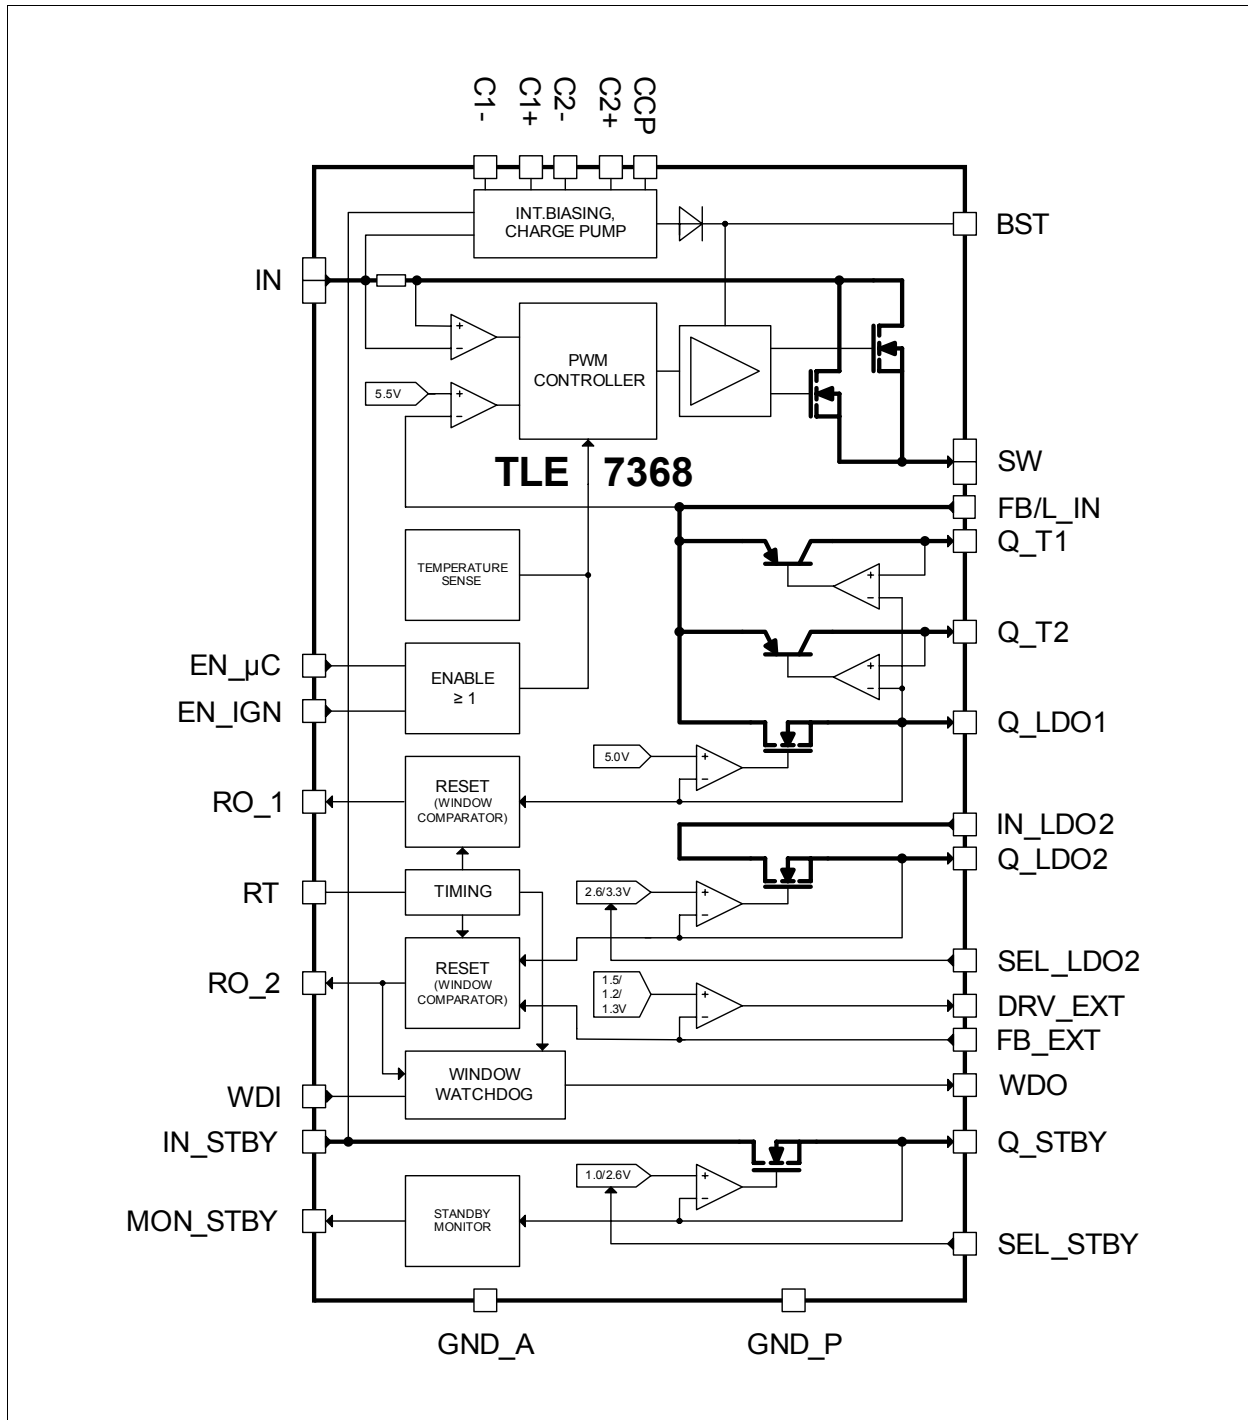 C1-
C1+
C2-
C2+
CCP
INT.BIASING,
CHARGE PUMP
BST
IN
+
−
PWM
CONTROLLER
5.5V
+
−
TLE 7368
SW
FB/L_IN
Q_T1
+
−
TEMPERATURE
SENSE
Q_T2
+
−
EN_µC
ENABLE
≥ 1
EN_IGN
Q_LDO1
5.0V
+
−
RESET
(WINDOW
COMPARATOR)
RO_1
IN_LDO2
Q_LDO2
RT
TIMING
2.6/3.3V
+
−
RO_2
RESET
(WINDOW
COMPARATOR)
SEL_LDO2
1.5/
1.2/
1.3V
+
−
DRV_EXT
FB_EXT
WINDOW
WATCHDOG
WDO
WDI
IN_STBY
Q_STBY
1.0/2.6V
+
−
MON_STBY
STANDBY
MONITOR
SEL_STBY
GND_A
GND_P